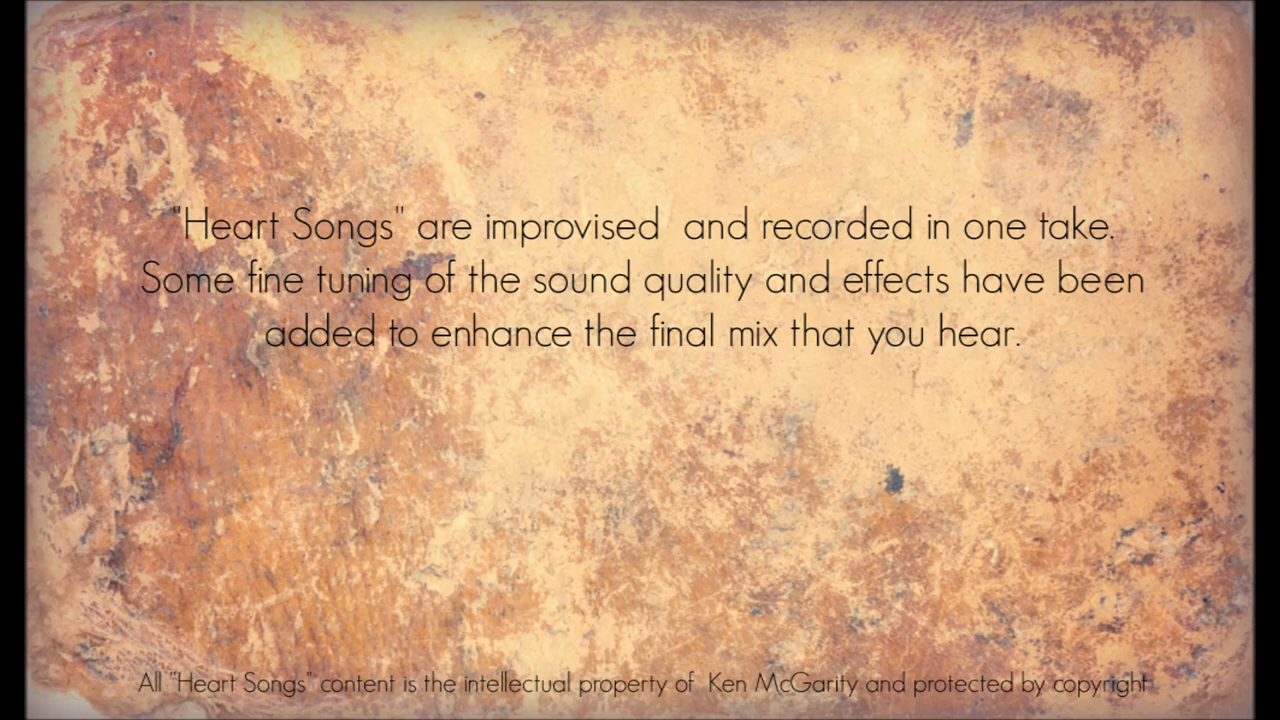 "Heart Songs" are improvised  and recorded in one take.
Some fine tuning of the sound quality and effects have been
added to enhance the final mix that you hear.
All "Heart Songs" content is the intellectual property of  Ken McGarity and protected by copyright